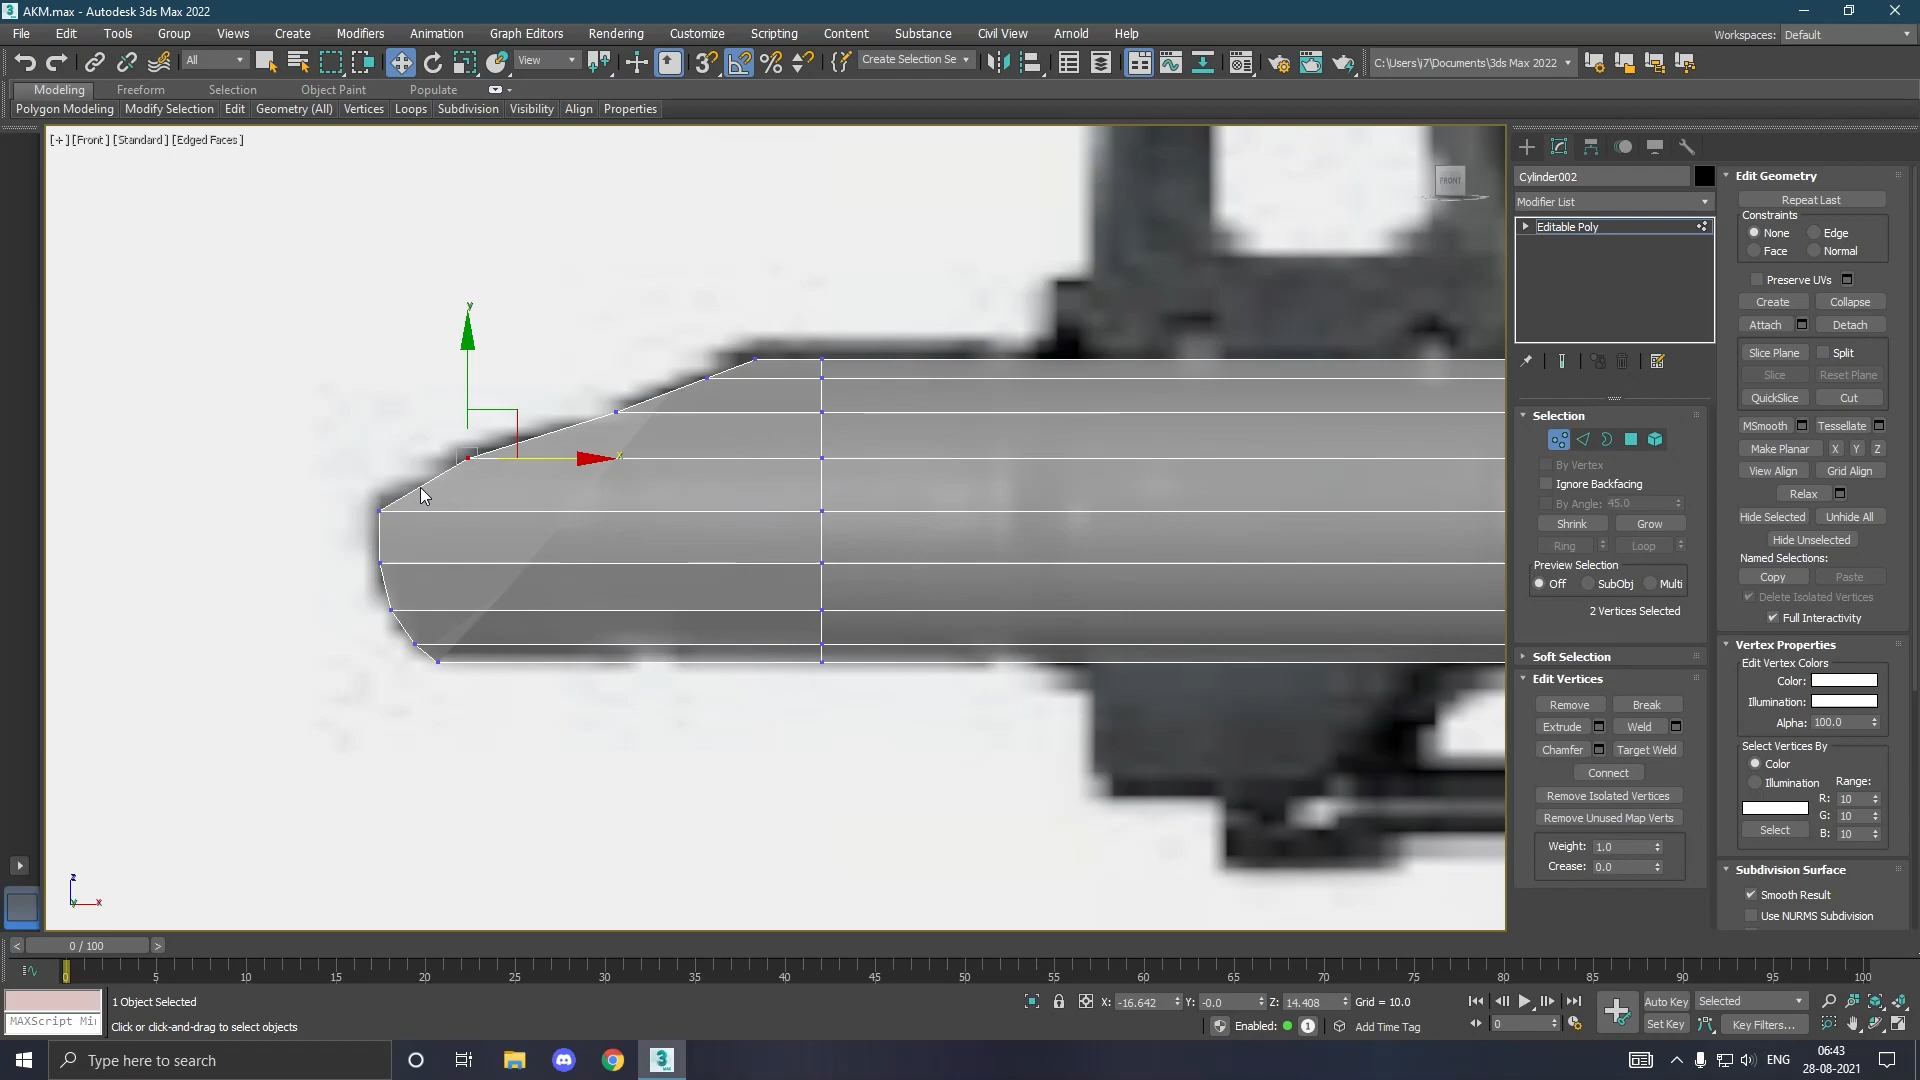 AKM.max - Autodesk 3ds Max 2022
File Edit Tools Group Views Create Modifiers Animation Graph Editors Rendering Customize Scripting Content Substance Civil View Arnold Help
Workspaces: Default
All View Create Selection Se C:\Users\j7\Documents\3ds Max 2022
Modeling Freeform Selection Object Paint Populate
Polygon Modeling Modify Selection Edit Geometry (All) Vertices Loops Subdivision Visibility Align Properties
[+] [Front] [Standard] [Edged Faces]
FRONT
y
x
z
y x
Cylinder002
Modifier List
Editable Poly
Selection
By Vertex
Ignore Backfacing
By Angle: 45.0
Shrink Grow
Ring Loop
Preview Selection
Off SubObj Multi
2 Vertices Selected
Soft Selection
Edit Vertices
Remove Break
Extrude Weld
Chamfer Target Weld
Connect
Remove Isolated Vertices
Remove Unused Map Verts
Weight: 1.0
Crease: 0.0
Edit Geometry
Repeat Last
Constraints
None Edge
Face Normal
Preserve UVs
Create Collapse
Attach Detach
Slice Plane Split
Slice Reset Plane
QuickSlice Cut
MSmooth Tessellate
Make Planar X Y Z
View Align Grid Align
Relax
Hide Selected Unhide All
Hide Unselected
Named Selections:
Copy Paste
Delete Isolated Vertices
Full Interactivity
Vertex Properties
Edit Vertex Colors
Color:
Illumination:
Alpha: 100.0
Select Vertices By
Color
Illumination Range:
R: 10
G: 10
B: 10
Select
Subdivision Surface
Smooth Result
Use NURMS Subdivision
< 0 / 100 >
0 5 10 15 20 25 30 35 40 45 50 55 60 65 70 75 80 85 90 95 100
1 Object Selected
MAXScript Mi
Click or click-and-drag to select objects
X: -16.642 Y: -0.0 Z: 14.408 Grid = 10.0
Enabled: 1 Add Time Tag
0
Auto Key Selected
Set Key Key Filters...
Type here to search
ENG
06:43
28-08-2021